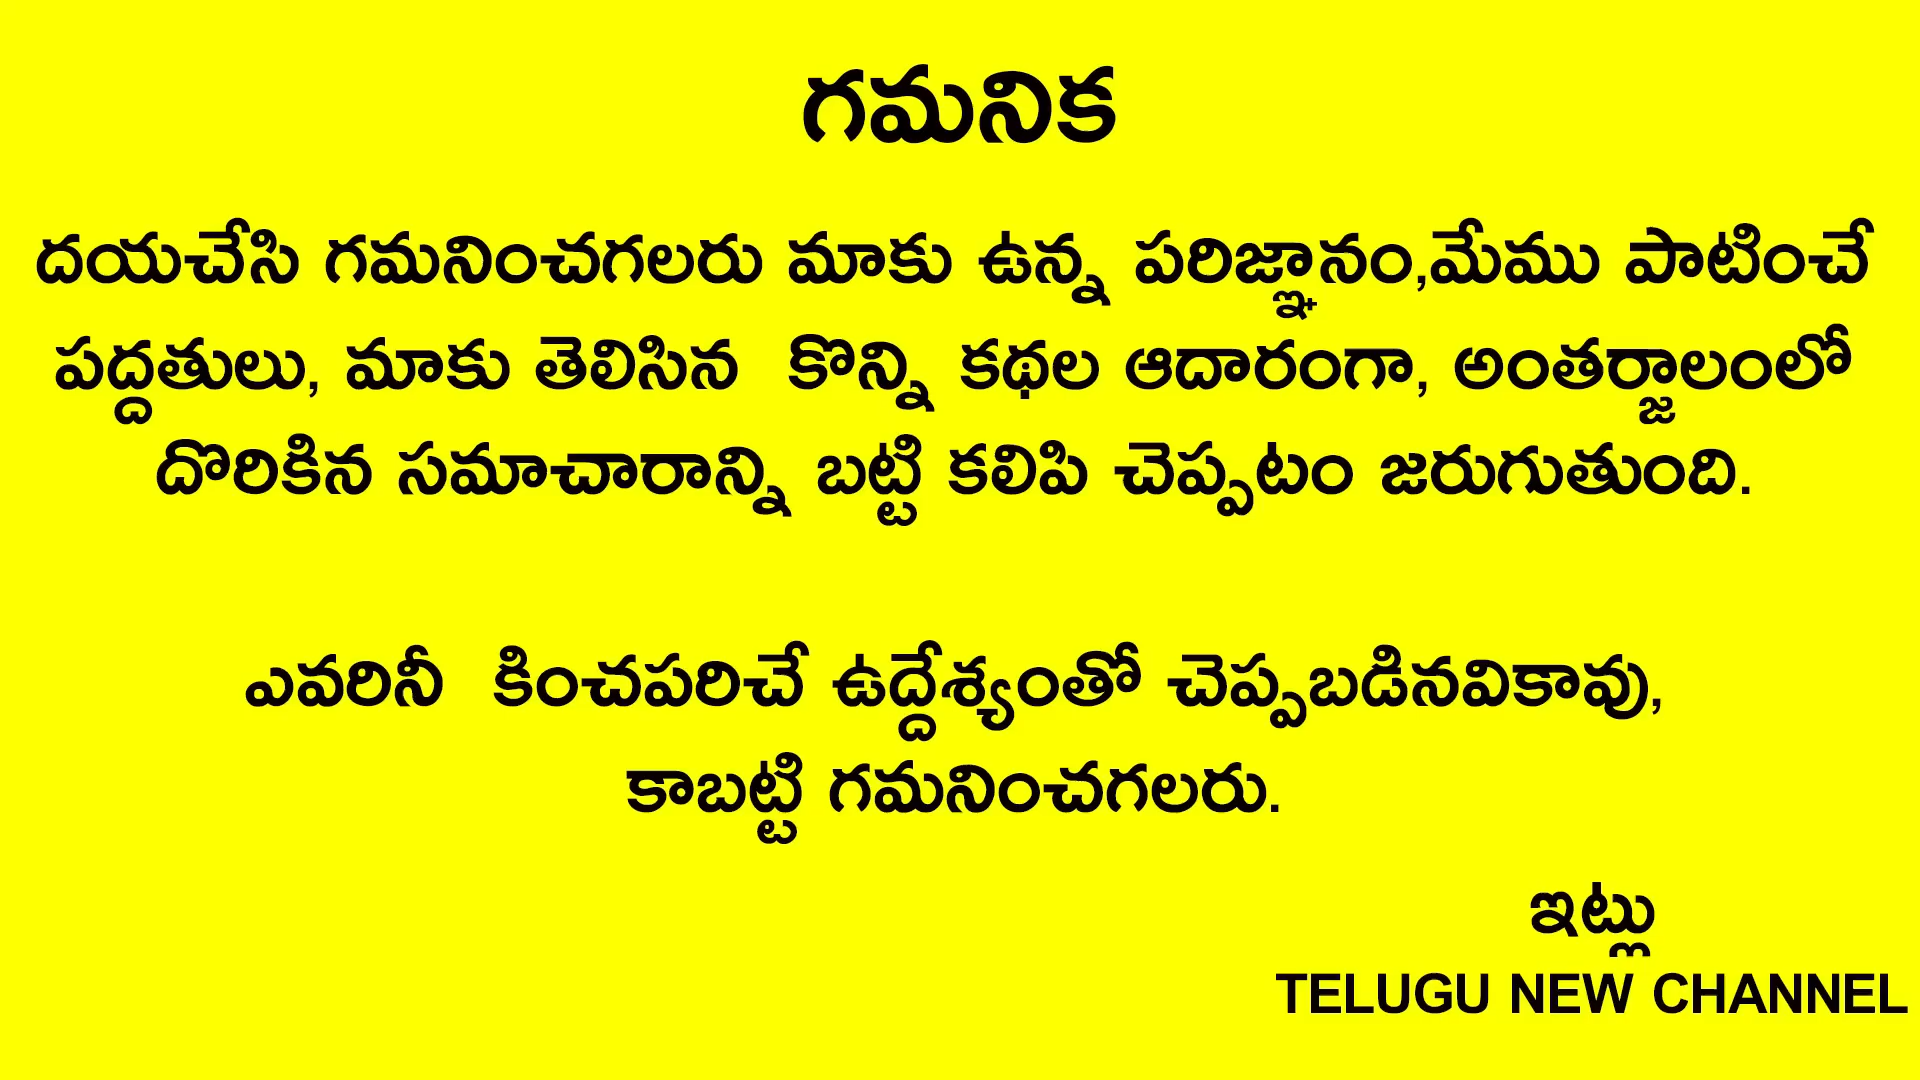 గమనిక
దయచేసి గమనించగలరు మాకు ఉన్న పరిజ్ఞానం,మేము పాటించే
పద్దతులు, మాకు తెలిసిన కొన్ని కథల ఆదారంగా, అంతర్జాలంలో
దొరికిన సమాచారాన్ని బట్టి కలిపి చెప్పటం జరుగుతుంది.
ఎవరినీ కించపరిచే ఉద్దేశ్యంతో చెప్పబడినవికావు,
కాబట్టి గమనించగలరు.
ఇట్లు
TELUGU NEW CHANNEL